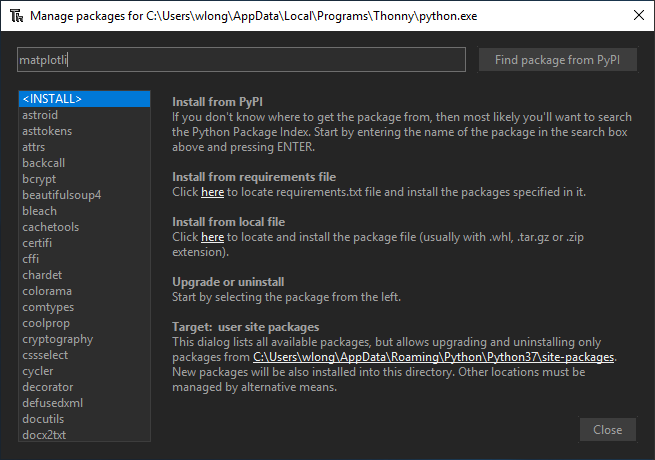 Manage packages for C:\Users\wlong\AppData\Local\Programs\Thonny\python.exe
matplotli
Find package from PyPI
<INSTALL>
astroid
asttokens
attrs
backcall
bcrypt
beautifulsoup4
bleach
cachetools
certifi
cffi
chardet
colorama
comtypes
coolprop
cryptography
cssselect
cycler
decorator
defusedxml
docutils
docx2txt
Install from PyPI
If you don't know where to get the package from, then most likely you'll want to search
the Python Package Index. Start by entering the name of the package in the search box
above and pressing ENTER.
Install from requirements file
Click here to locate requirements.txt file and install the packages specified in it.
Install from local file
Click here to locate and install the package file (usually with .whl, .tar.gz or .zip
extension).
Upgrade or uninstall
Start by selecting the package from the left.
Target: user site packages
This dialog lists all available packages, but allows upgrading and uninstalling only
packages from C:\Users\wlong\AppData\Roaming\Python\Python37\site-packages.
New packages will be also installed into this directory. Other locations must be
managed by alternative means.
Close